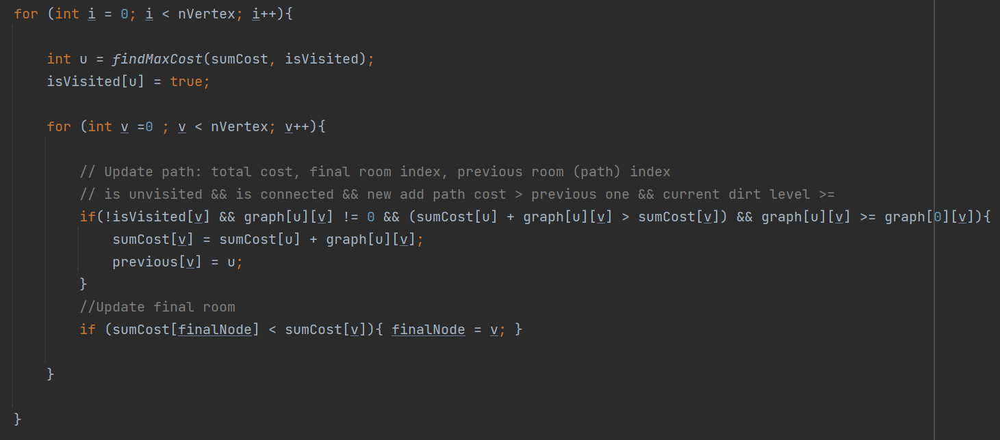 for (int i = 0; i < nVertex; i++){
int u = findMaxCost(sumCost, isVisited);
isVisited[u] = true;
for (int v =0 ; v < nVertex; v++){
// Update path: total cost, final room index, previous room (path) index
// is unvisited && is connected && new add path cost > previous one && current dirt level >=
if(!isVisited[v] && graph[u][v] != 0 && (sumCost[u] + graph[u][v] > sumCost[v]) && graph[u][v] >= graph[0][v]){
sumCost[v] = sumCost[u] + graph[u][v];
previous[v] = u;
}
//Update final room
if (sumCost[finalNode] < sumCost[v]){ finalNode = v; }
}
}